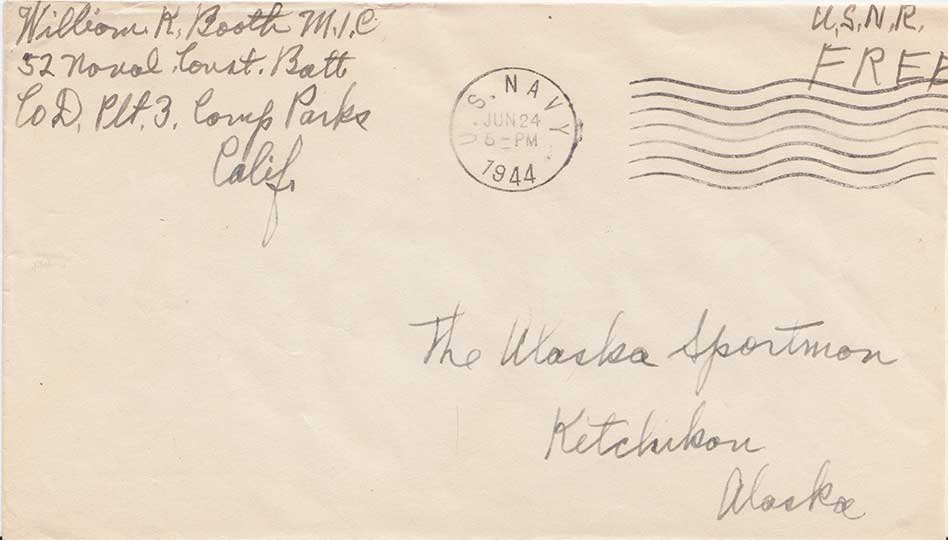 William K. Booth M.1.C
52 Naval Const. Batt
Co D, Plt. 3, Camp Parks
Calif.
U.S.N.R.
FREE
U.S. NAVY
JUN 24
5-PM
1944
The Alaska Sportman
Ketchikan
Alaska